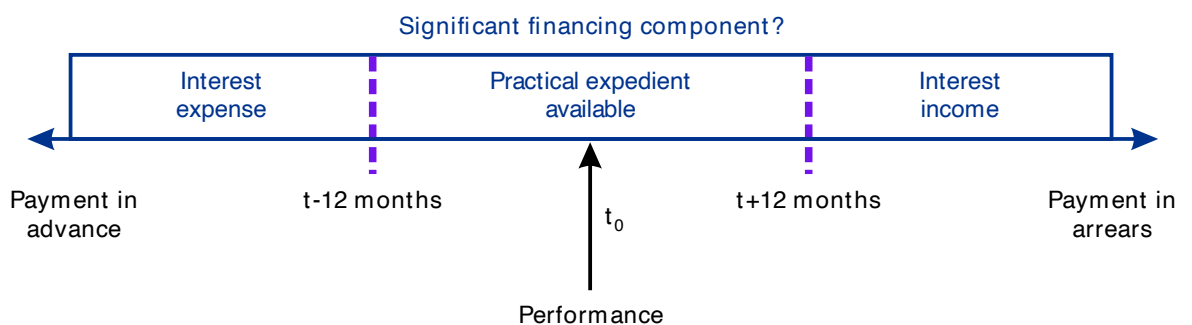 Significant financing component?
Interest
expense
Practical expedient
available
Interest
income
Payment in
advance
t-12 months
t0
t+12 months
Payment in
arrears
Performance